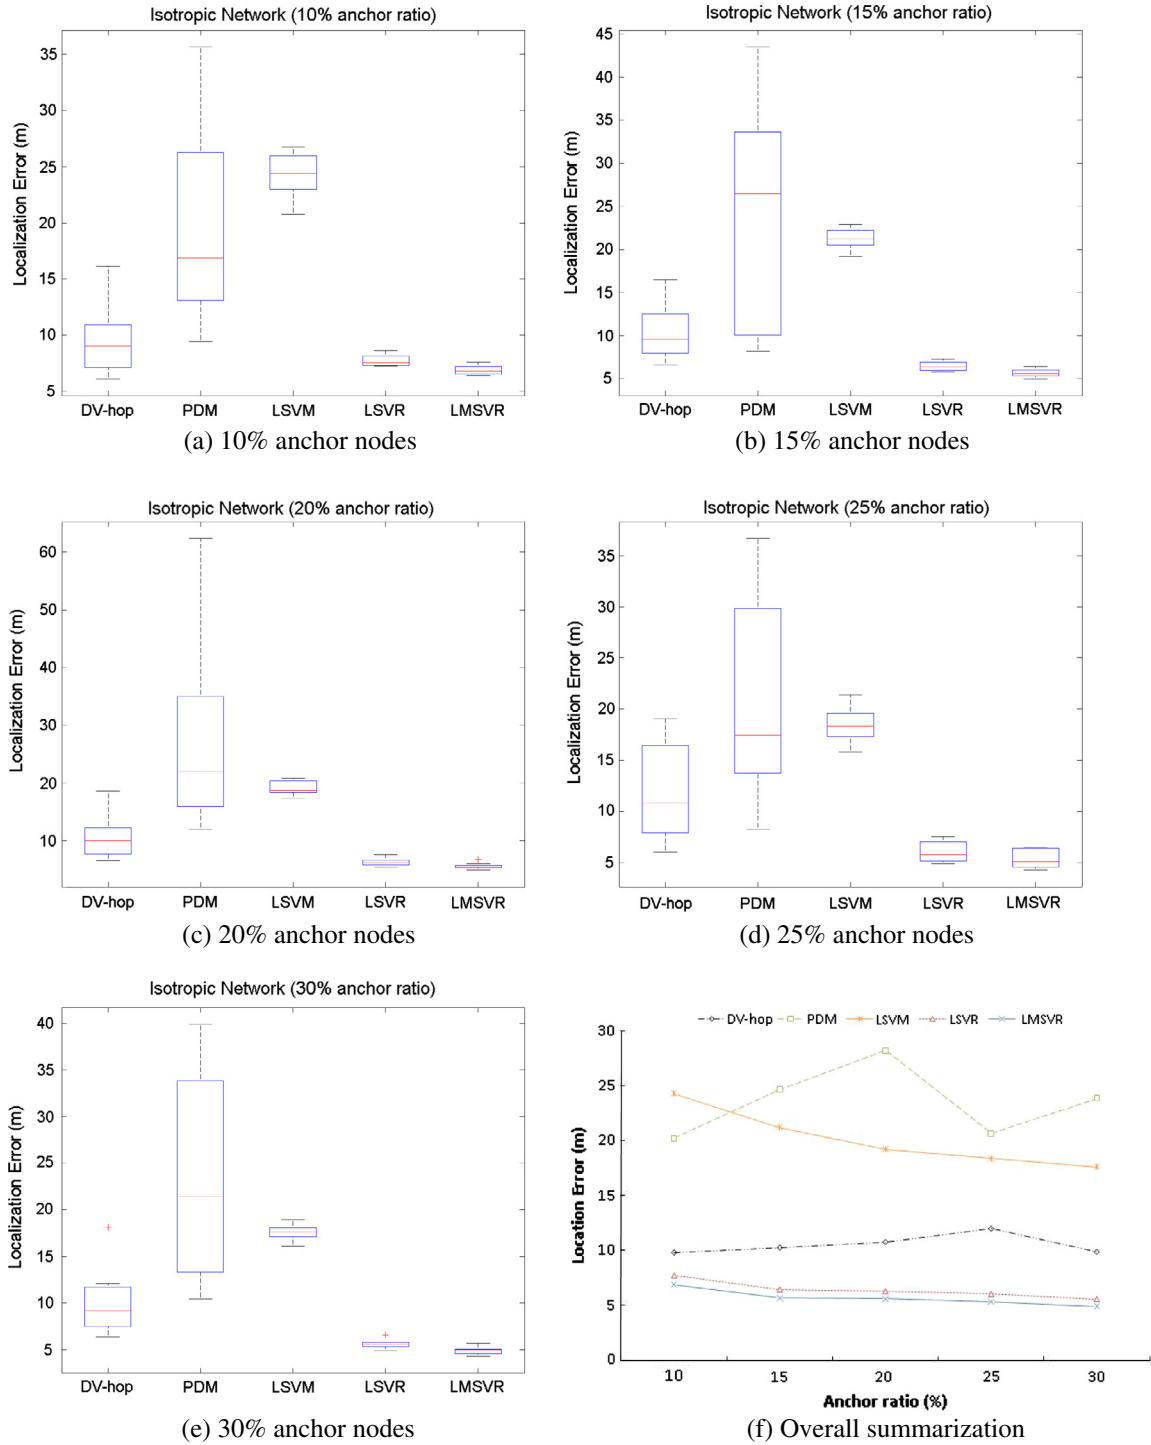 Isotropic Network (10% anchor ratio)
Localization Error (m)
35
30
25
20
15
10
5
DV-hop PDM LSVM LSVR LMSVR
(a) 10% anchor nodes
Isotropic Network (15% anchor ratio)
Localization Error (m)
45
40
35
30
25
20
15
10
5
DV-hop PDM LSVM LSVR LMSVR
(b) 15% anchor nodes
Isotropic Network (20% anchor ratio)
Localization Error (m)
60
50
40
30
20
10
DV-hop PDM LSVM LSVR LMSVR
(c) 20% anchor nodes
Isotropic Network (25% anchor ratio)
Localization Error (m)
35
30
25
20
15
10
5
DV-hop PDM LSVM LSVR LMSVR
(d) 25% anchor nodes
Isotropic Network (30% anchor ratio)
Localization Error (m)
40
35
30
25
20
15
10
5
DV-hop PDM LSVM LSVR LMSVR
(e) 30% anchor nodes
DV-hop PDM LSVM LSVR LMSVR
Location Error (m)
30
25
20
15
10
5
0
10 15 20 25 30
Anchor ratio (%)
(f) Overall summarization